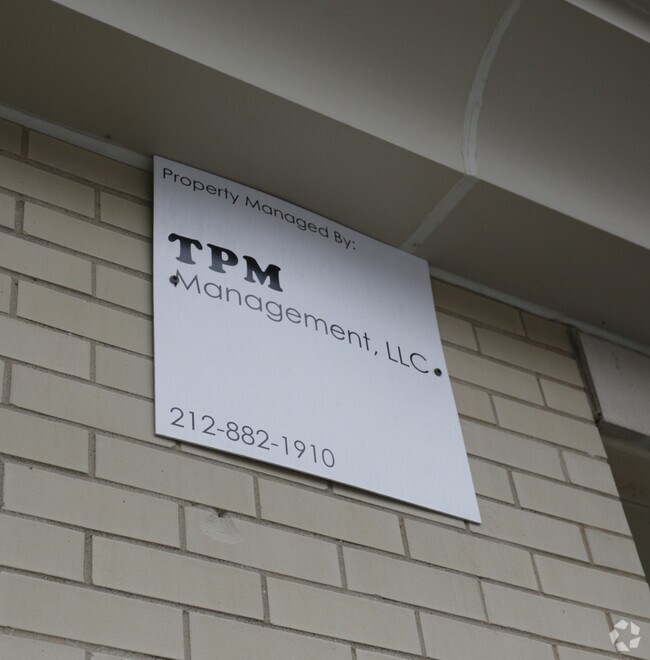 Property Managed By:
TPM
Management, LLC
212-882-1910